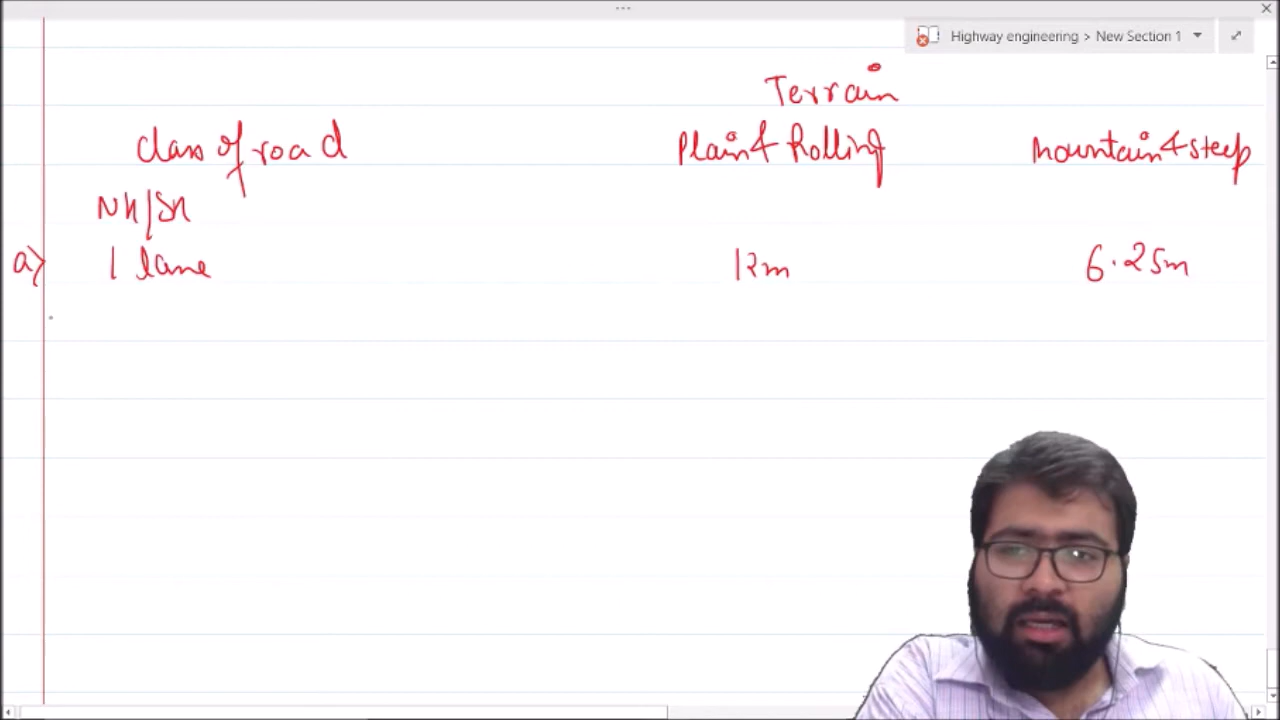 Highway engineering > New Section 1
Terrain
class of road Plain & Rolling Mountain & steep
NH/SH
a) 1 lane 12m 6.25m